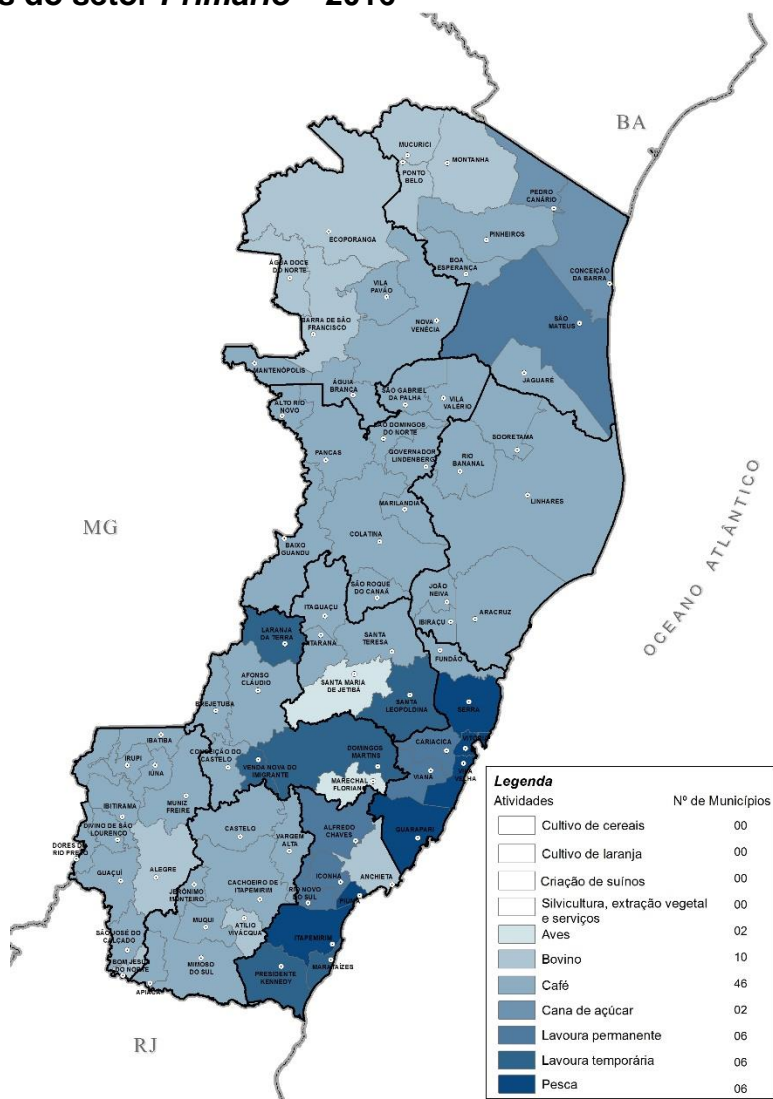 s do setor Primário – 2016
BA
MUCURICI
MONTANHA
PONTO
BELO
PEDRO
CANÁRIO
ECOPORANGA
PINHEIROS
ÁGUA DOCE
DO NORTE
BOA
ESPERANÇA
CONCEIÇÃO
DA BARRA
VILA
PAVÃO
BARRA DE SÃO
FRANCISCO
NOVA
VENÉCIA
SÃO
MATEUS
MANTENÓPOLIS
JAGUARÉ
ÁGUIA
BRANCA
SÃO GABRIEL
DA PALHA
VILA
VALÉRIO
ALTO RIO
NOVO
SÃO DOMINGOS
DO NORTE
SOORETAMA
PANCAS
GOVERNADOR
LINDENBERG
RIO
BANANAL
LINHARES
MARILANDIA
MG
COLATINA
BAIXO
GUANDU
OCEANO ATLÂNTICO
SÃO ROQUE
DO CANAÃ
JOÃO
NEIVA
ITAGUAÇU
ARACRUZ
IBIRAÇU
LARANJA
DA TERRA
ITARANA
SANTA
TERESA
FUNDÃO
AFONSO
CLÁUDIO
SANTA MARIA
DE JETIBÁ
SANTA
LEOPOLDINA
SERRA
BREJETUBA
CARIACICA
VITÓRIA
IBATIBA
CONCEIÇÃO DO
CASTELO
VENDA NOVA DO
IMIGRANTE
DOMINGOS
MARTINS
VIANA
VILA
VELHA
IRUPI
IÚNA
MARECHAL
FLORIANO
IBITIRAMA
MUNIZ
FREIRE
DIVINO DE SÃO
LOURENÇO
CASTELO
VARGEM
ALTA
ALFREDO
CHAVES
GUARAPARI
DORES DO
RIO PRETO
ALEGRE
ANCHIETA
GUAÇUÍ
JERÔNIMO
MONTEIRO
CACHOEIRO DE
ITAPEMIRIM
ICONHA
RIO NOVO
DO SUL
PIÚMA
MUQUI
ATÍLIO
VIVÁCQUA
SÃO JOSÉ DO
CALÇADO
ITAPEMIRIM
BOM JESUS
DO NORTE
MIMOSO
DO SUL
PRESIDENTE
KENNEDY
MARATAÍZES
APIACÁ
RJ
Legenda
Atividades Nº de Municípios
Cultivo de cereais 00
Cultivo de laranja 00
Criação de suínos 00
Silvicultura, extração vegetal
e serviços 00
Aves 02
Bovino 10
Café 46
Cana de açúcar 02
Lavoura permanente 06
Lavoura temporária 06
Pesca 06